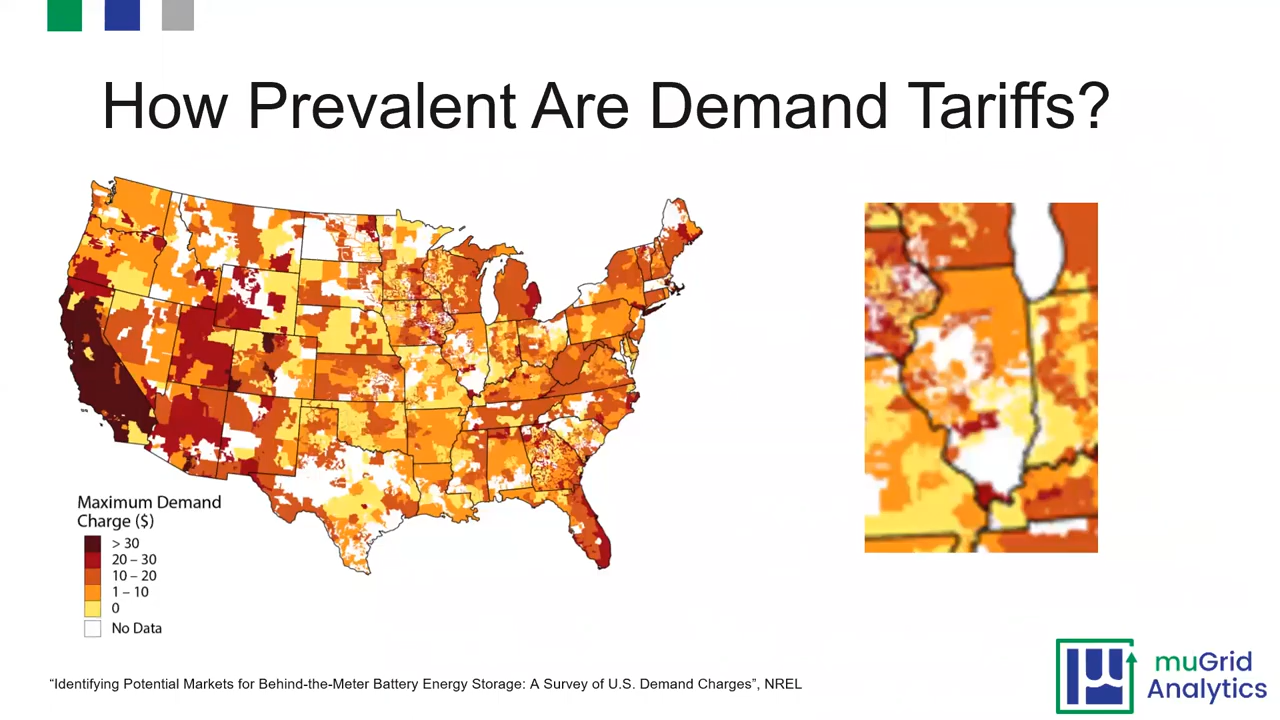 How Prevalent Are Demand Tariffs?
Maximum Demand
Charge ($)
> 30
20 – 30
10 – 20
1 – 10
0
No Data
“Identifying Potential Markets for Behind-the-Meter Battery Energy Storage: A Survey of U.S. Demand Charges”, NREL
muGrid
Analytics